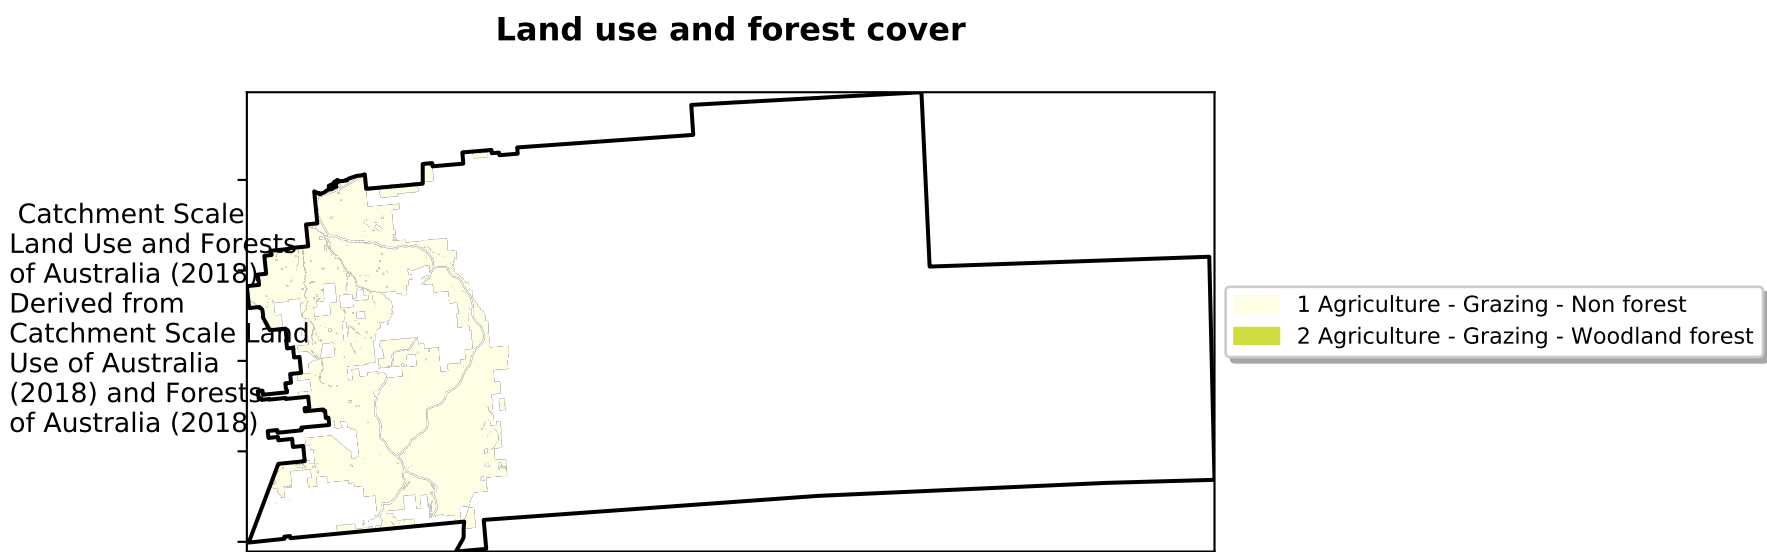 Land use and forest cover
Catchment Scale
Land Use and Forests
of Australia (2018)
Derived from
Catchment Scale Land
Use of Australia
(2018) and Forests
of Australia (2018)
1 Agriculture - Grazing - Non forest
2 Agriculture - Grazing - Woodland forest